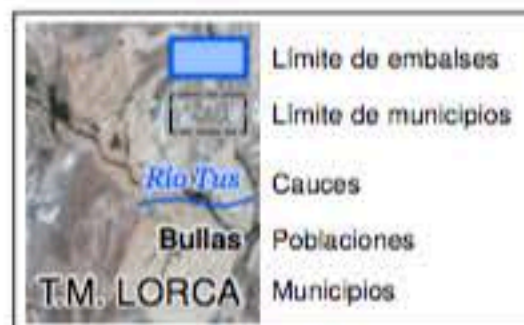 Límite de embalses
Límite de municipios
Río Tus Cauces
Bullas Poblaciones
T.M. LORCA Municipios